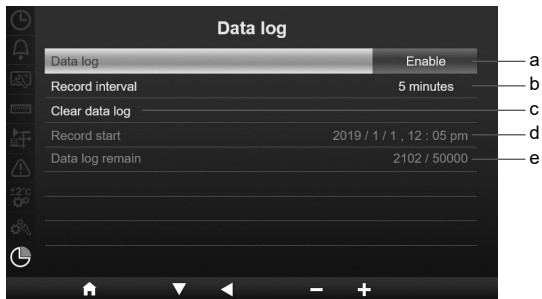 Data log
Data log Enable a
Record interval 5 minutes b
Clear data log c
Record start 2019 / 1 / 1 , 12 : 05 pm d
Data log remain 2102 / 50000 e
±2°C